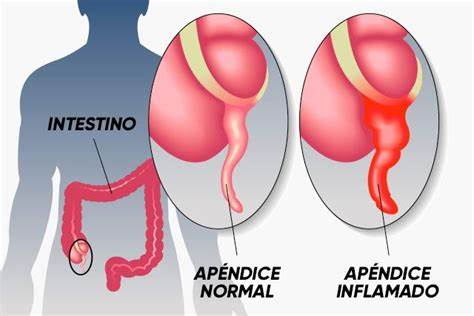 INTESTINO
APÉNDICE
NORMAL
APÉNDICE
INFLAMADO